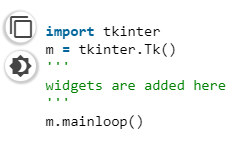 import tkinter
m = tkinter.Tk()
'''
widgets are added here
'''
m.mainloop()